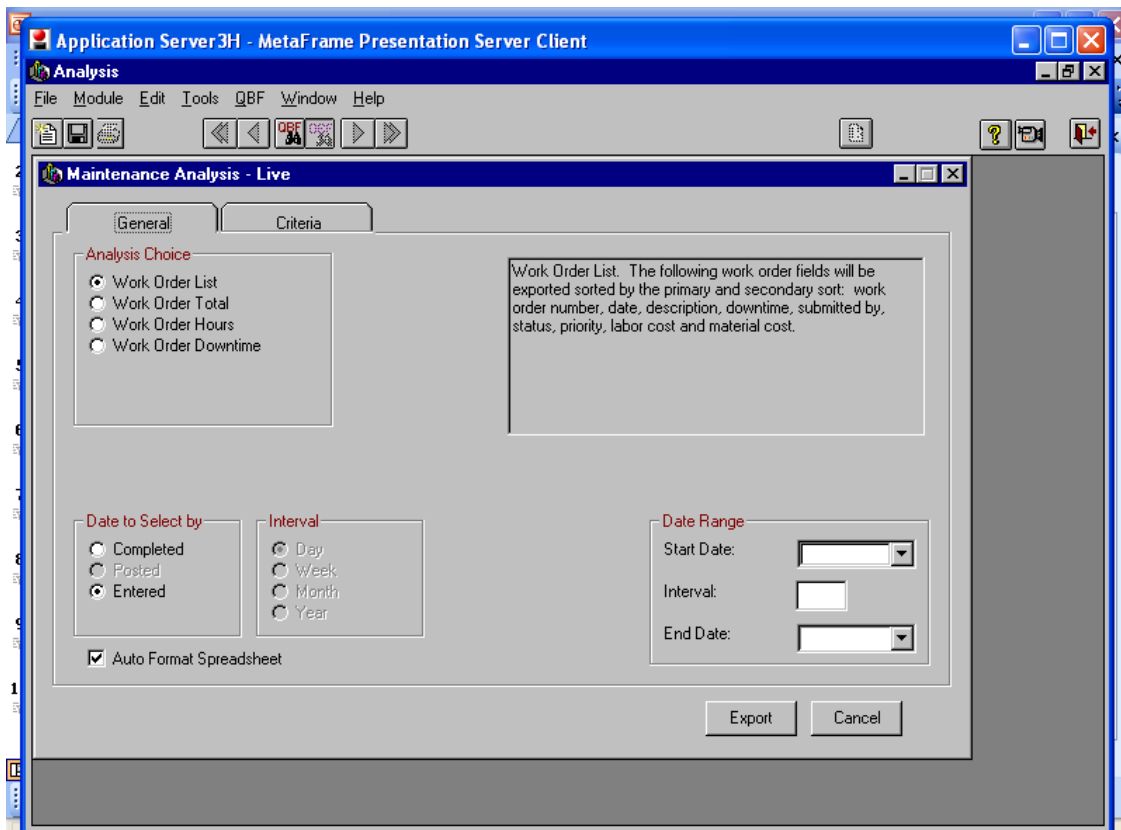 Application Server3H - MetaFrame Presentation Server Client
Analysis
File Module Edit Tools QBF Window Help
QBF
Maintenance Analysis - Live
General Criteria
Analysis Choice
Work Order List
Work Order Total
Work Order Hours
Work Order Downtime
Work Order List. The following work order fields will be
exported sorted by the primary and secondary sort: work
order number, date, description, downtime, submitted by,
status, priority, labor cost and material cost.
Date to Select by
Completed
Posted
Entered
Interval
Day
Week
Month
Year
Date Range
Start Date:
Interval:
End Date:
Auto Format Spreadsheet
Export Cancel